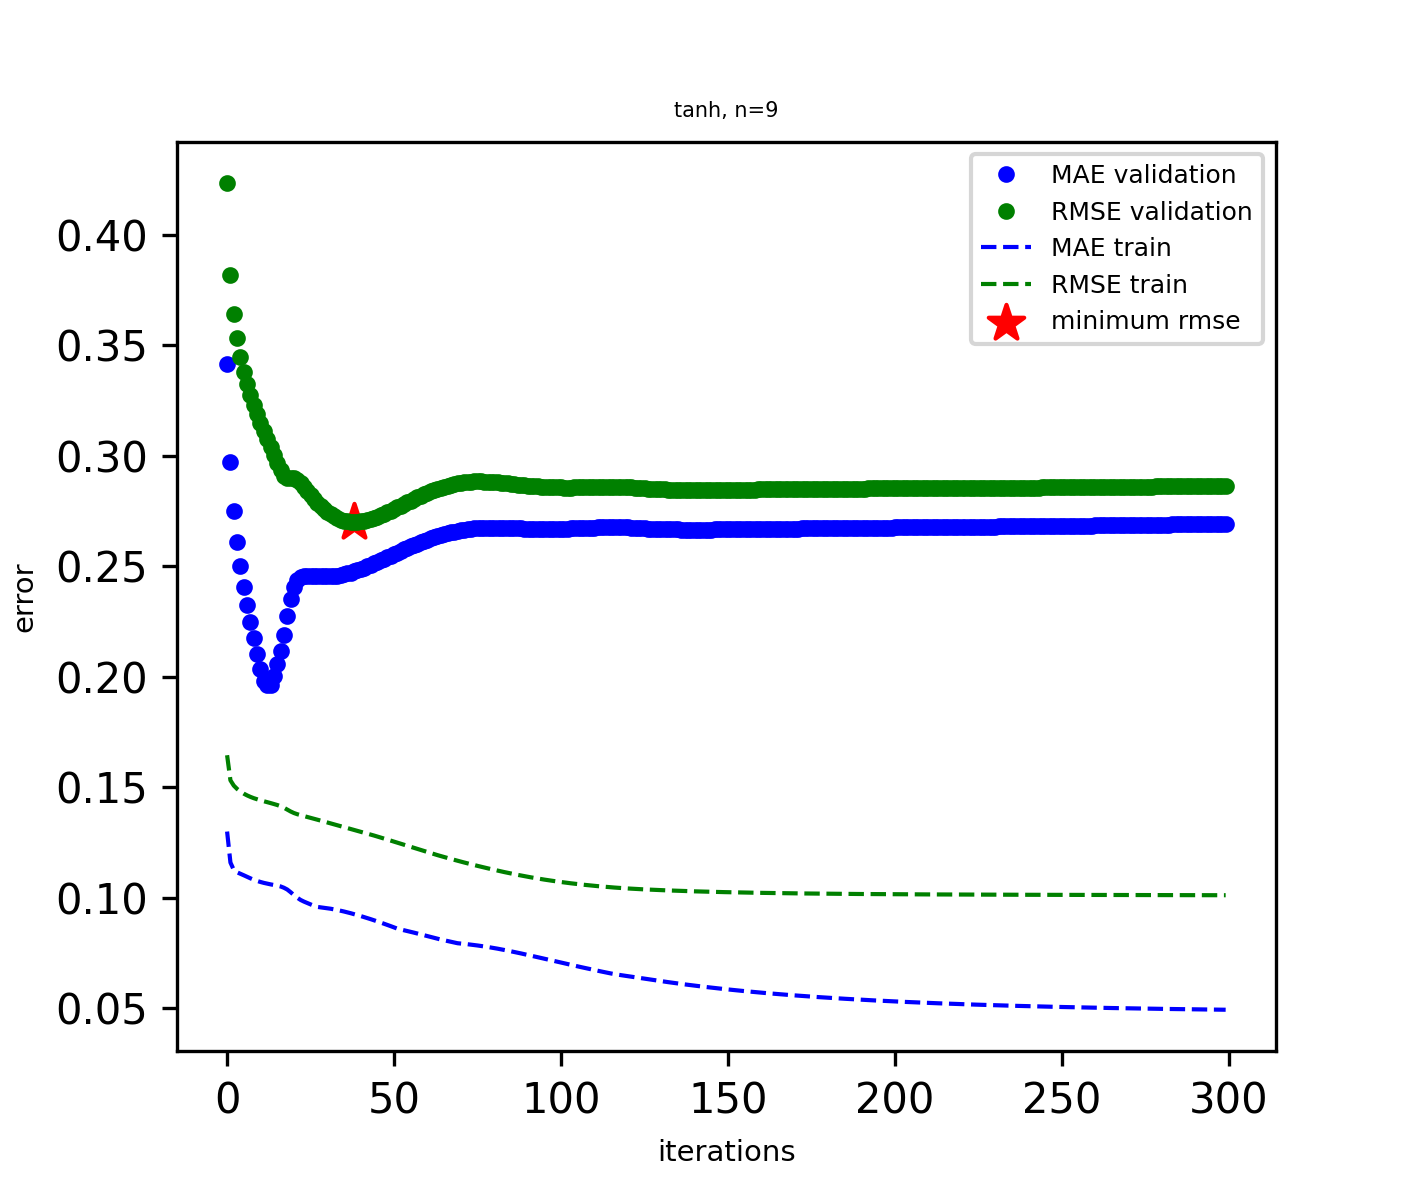 tanh, n=9
MAE validation
RMSE validation
MAE train
RMSE train
minimum rmse
error
0.40
0.35
0.30
0.25
0.20
0.15
0.10
0.05
0 50 100 150 200 250 300
iterations